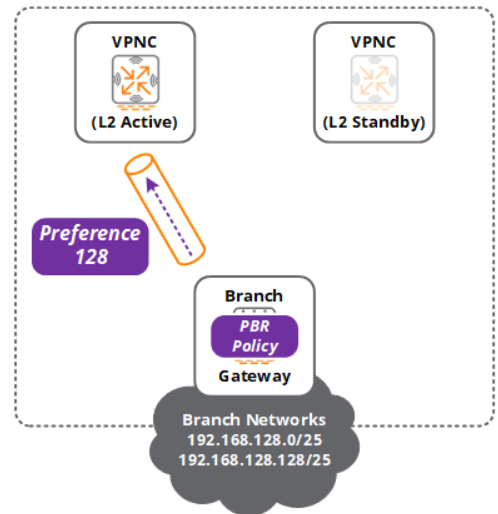 VPNC
(L2 Active)
VPNC
(L2 Standby)
Preference
128
Branch
PBR
Policy
Gateway
Branch Networks
192.168.128.0/25
192.168.128.128/25